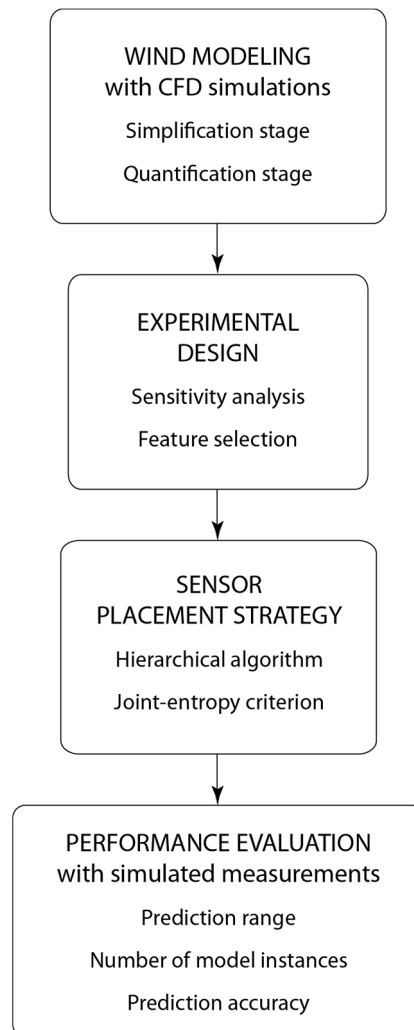 WIND MODELING
with CFD simulations
Simplification stage
Quantification stage
EXPERIMENTAL
DESIGN
Sensitivity analysis
Feature selection
SENSOR
PLACEMENT STRATEGY
Hierarchical algorithm
Joint-entropy criterion
PERFORMANCE EVALUATION
with simulated measurements
Prediction range
Number of model instances
Prediction accuracy